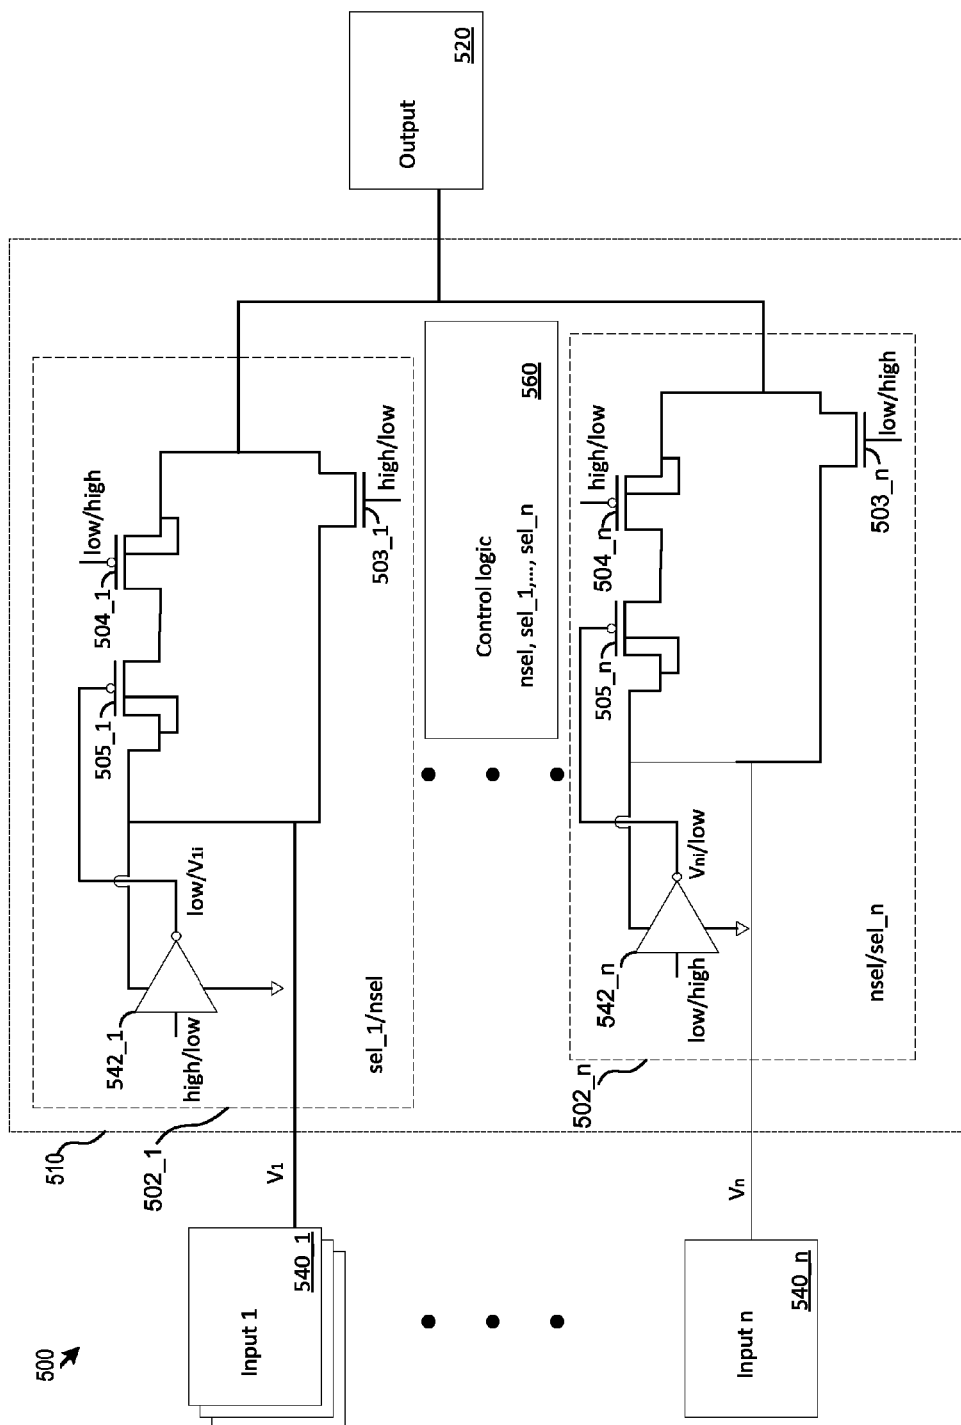 500
Input 1
540_1
Input n
540_n
V1
Vn
510
502_1
502_n
542_1
high/low
low/V1i
sel_1/nsel
505_1
504_1
low/high
503_1
high/low
Control logic
nsel, sel_1,..., sel_n
560
542_n
low/high
Vni/low
nsel/sel_n
505_n
504_n
high/low
503_n
low/high
Output
520